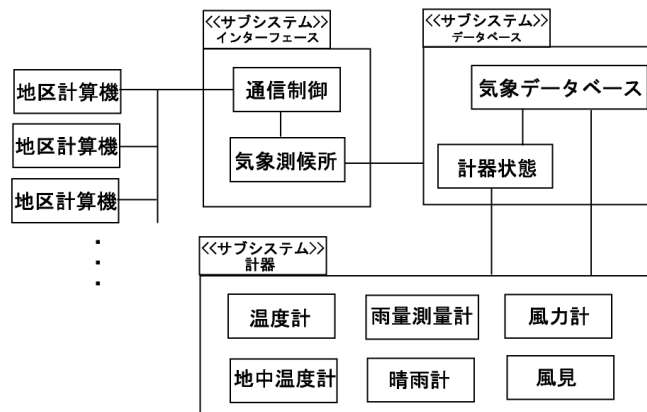 <<サブシステム>>
インターフェース
通信制御
気象測候所
<<サブシステム>>
データベース
気象データベース
計器状態
地区計算機
地区計算機
地区計算機
<<サブシステム>>
計器
温度計
雨量測量計
風力計
地中温度計
晴雨計
風見